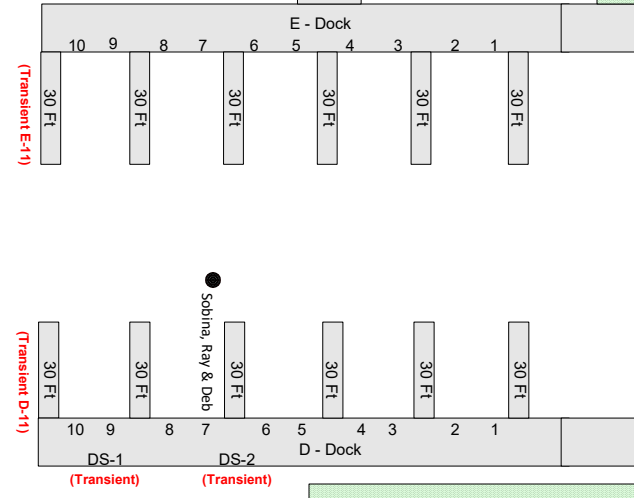 E - Dock
10 9 8 7 6 5 4 3 2 1
(Transient E-11)
30 Ft 30 Ft 30 Ft 30 Ft 30 Ft 30 Ft
Sobina, Ray & Deb
(Transient D-11)
30 Ft 30 Ft 30 Ft 30 Ft 30 Ft 30 Ft
10 9 8 7 6 5 4 3 2 1
D - Dock
DS-1 DS-2
(Transient) (Transient)